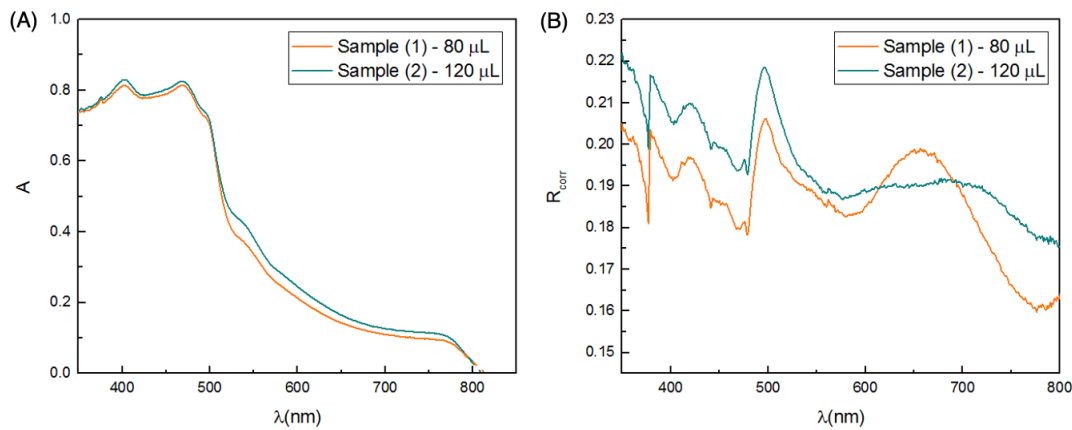 (A)
1.0
0.8
0.6
0.4
0.2
0.0
A
400
500
600
700
800
λ(nm)
Sample (1) - 80 μL
Sample (2) - 120 μL
(B)
0.23
0.22
0.21
0.20
0.19
0.18
0.17
0.16
0.15
Rcorr
400
500
600
700
800
λ(nm)
Sample (1) - 80 μL
Sample (2) - 120 μL